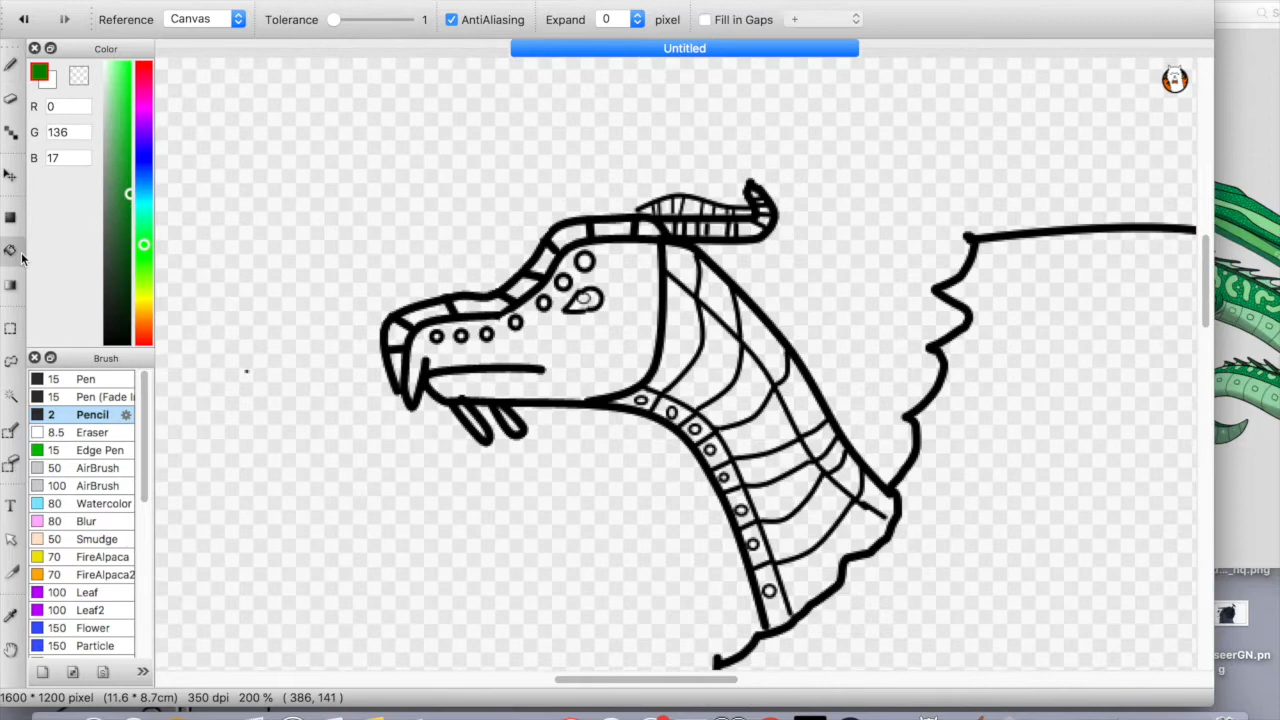 Reference Canvas Tolerance 1 AntiAliasing Expand 0 pixel Fill in Gaps +
Untitled
Color
R 0
G 136
B 17
Brush
15 Pen
15 Pen (Fade I
2 Pencil
8.5 Eraser
15 Edge Pen
50 AirBrush
100 AirBrush
80 Watercolor
80 Blur
50 Smudge
70 FireAlpaca
70 FireAlpaca2
100 Leaf
100 Leaf2
150 Flower
150 Particle
1600 * 1200 pixel (11.6 * 8.7cm) 350 dpi 200 % ( 386, 141 )
T
S
..._nq.png
seerGN.pn
g